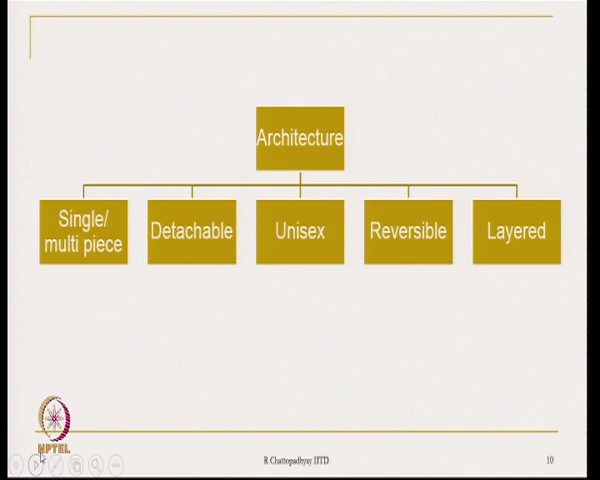 Architecture
Single/
multi piece
Detachable
Unisex
Reversible
Layered
NPTEL
R Chattopadhyay IITD
10